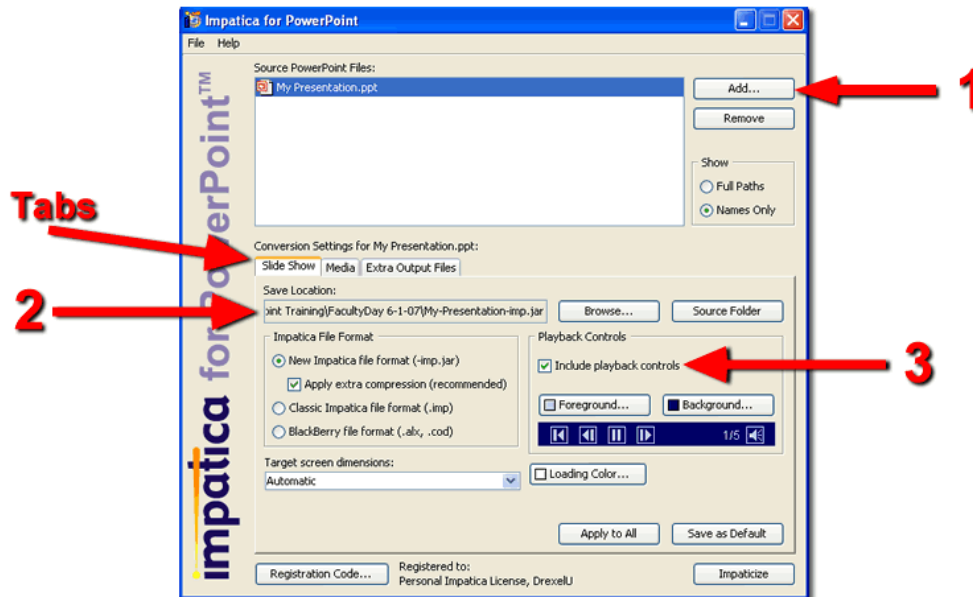 Impatica for PowerPoint
File Help
Source PowerPoint Files:
My Presentation.ppt
Add...
1
Remove
Show
Full Paths
Names Only
Tabs
impatica for PowerPoint™
Conversion Settings for My Presentation.ppt:
Slide Show Media Extra Output Files
Save Location:
2
oint Training\FacultyDay 6-1-07\My-Presentation-imp.jar
Browse...
Source Folder
Impatica File Format
New Impatica file format (-imp.jar)
Apply extra compression (recommended)
Classic Impatica file format (.imp)
BlackBerry file format (.alx, .cod)
Playback Controls
Include playback controls
3
Foreground...
Background...
1/5
Target screen dimensions:
Automatic
Loading Color...
Apply to All
Save as Default
Registration Code...
Registered to:
Personal Impatica License, DrexelU
Impaticize